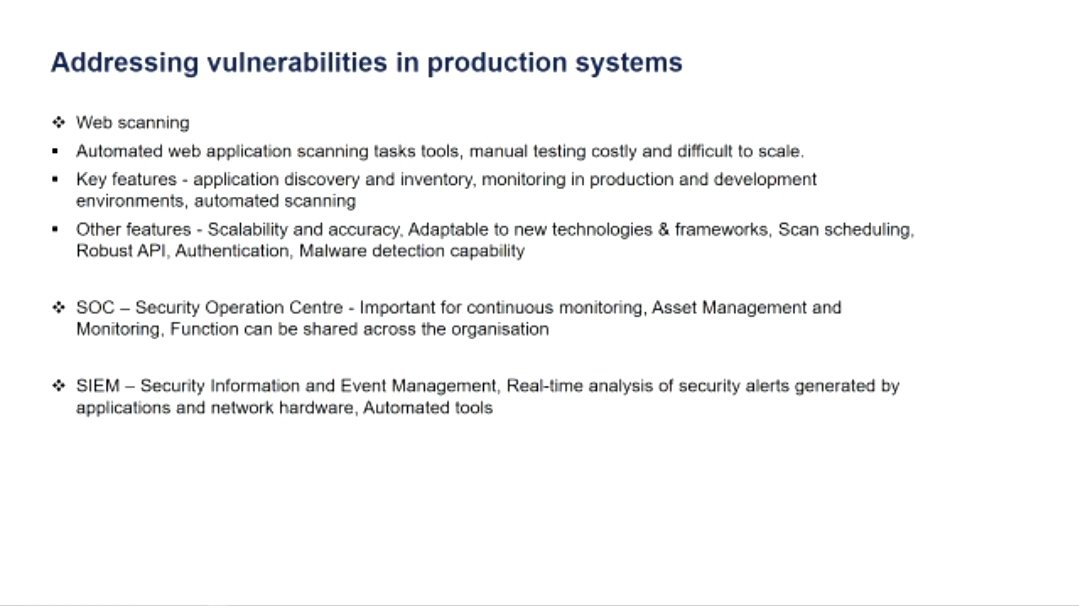 Addressing vulnerabilities in production systems
❖ Web scanning
▪ Automated web application scanning tasks tools, manual testing costly and difficult to scale.
▪ Key features - application discovery and inventory, monitoring in production and development
environments, automated scanning
▪ Other features - Scalability and accuracy, Adaptable to new technologies & frameworks, Scan scheduling,
Robust API, Authentication, Malware detection capability
❖ SOC – Security Operation Centre - Important for continuous monitoring, Asset Management and
Monitoring, Function can be shared across the organisation
❖ SIEM – Security Information and Event Management, Real-time analysis of security alerts generated by
applications and network hardware, Automated tools